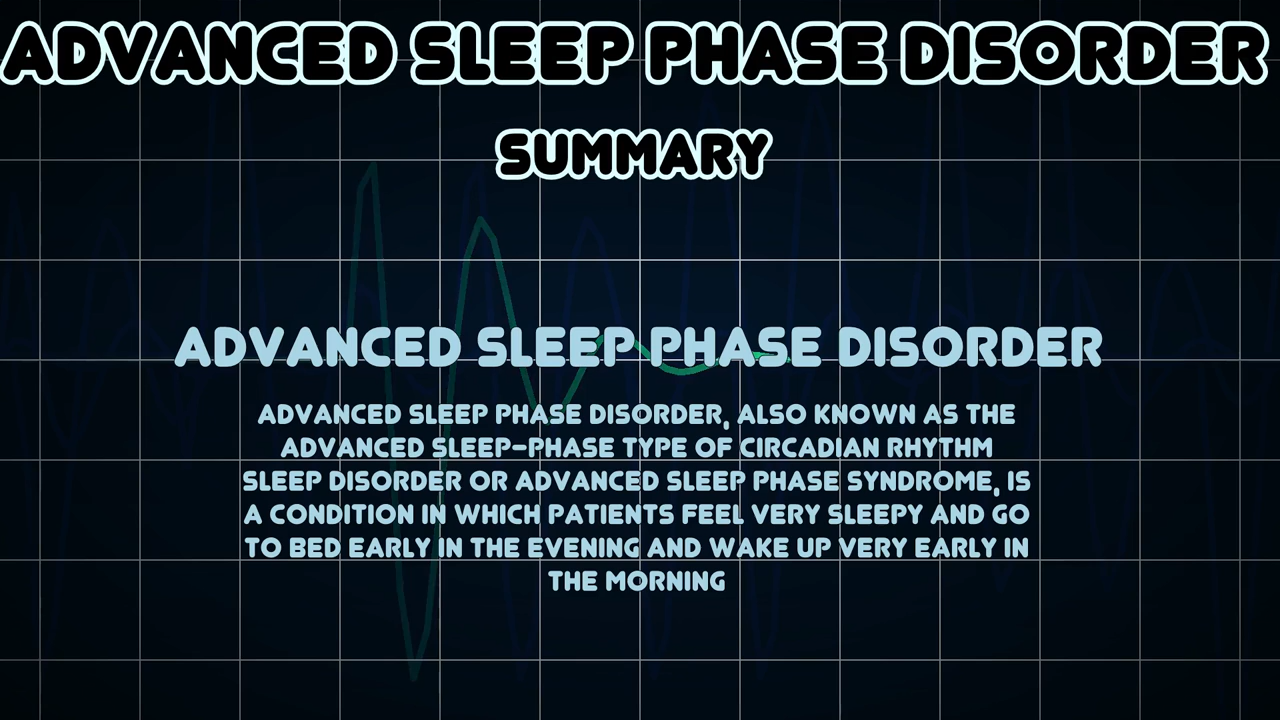 ADVANCED SLEEP PHASE DISORDER
SUMMARY
ADVANCED SLEEP PHASE DISORDER
ADVANCED SLEEP PHASE DISORDER, ALSO KNOWN AS THE
ADVANCED SLEEP-PHASE TYPE OF CIRCADIAN RHYTHM
SLEEP DISORDER OR ADVANCED SLEEP PHASE SYNDROME, IS
A CONDITION IN WHICH PATIENTS FEEL VERY SLEEPY AND GO
TO BED EARLY IN THE EVENING AND WAKE UP VERY EARLY IN
THE MORNING